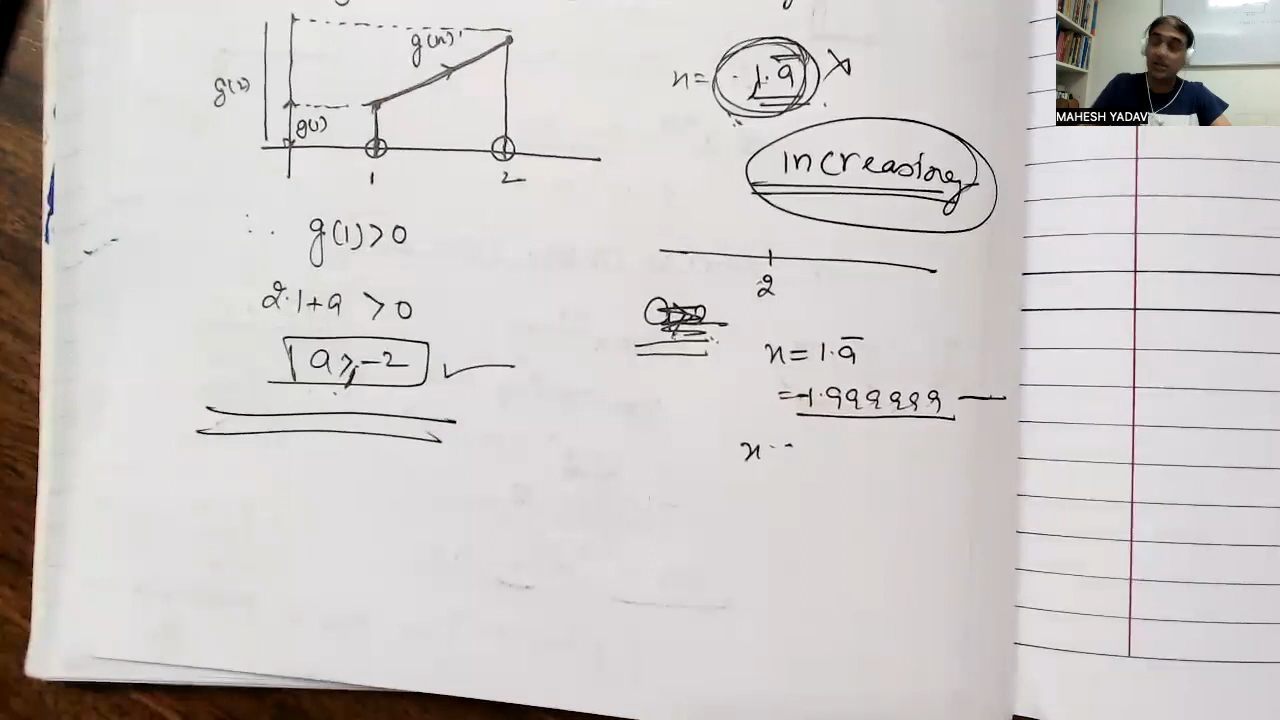 g(x)
g(2)
g(1)
1 2
∴ g(1)>0
2·1+a >0
a ≥ -2
x = 1.9̅ ×
increasing
2
x = 1.9̅
= 1.999999
x
MAHESH YADAV